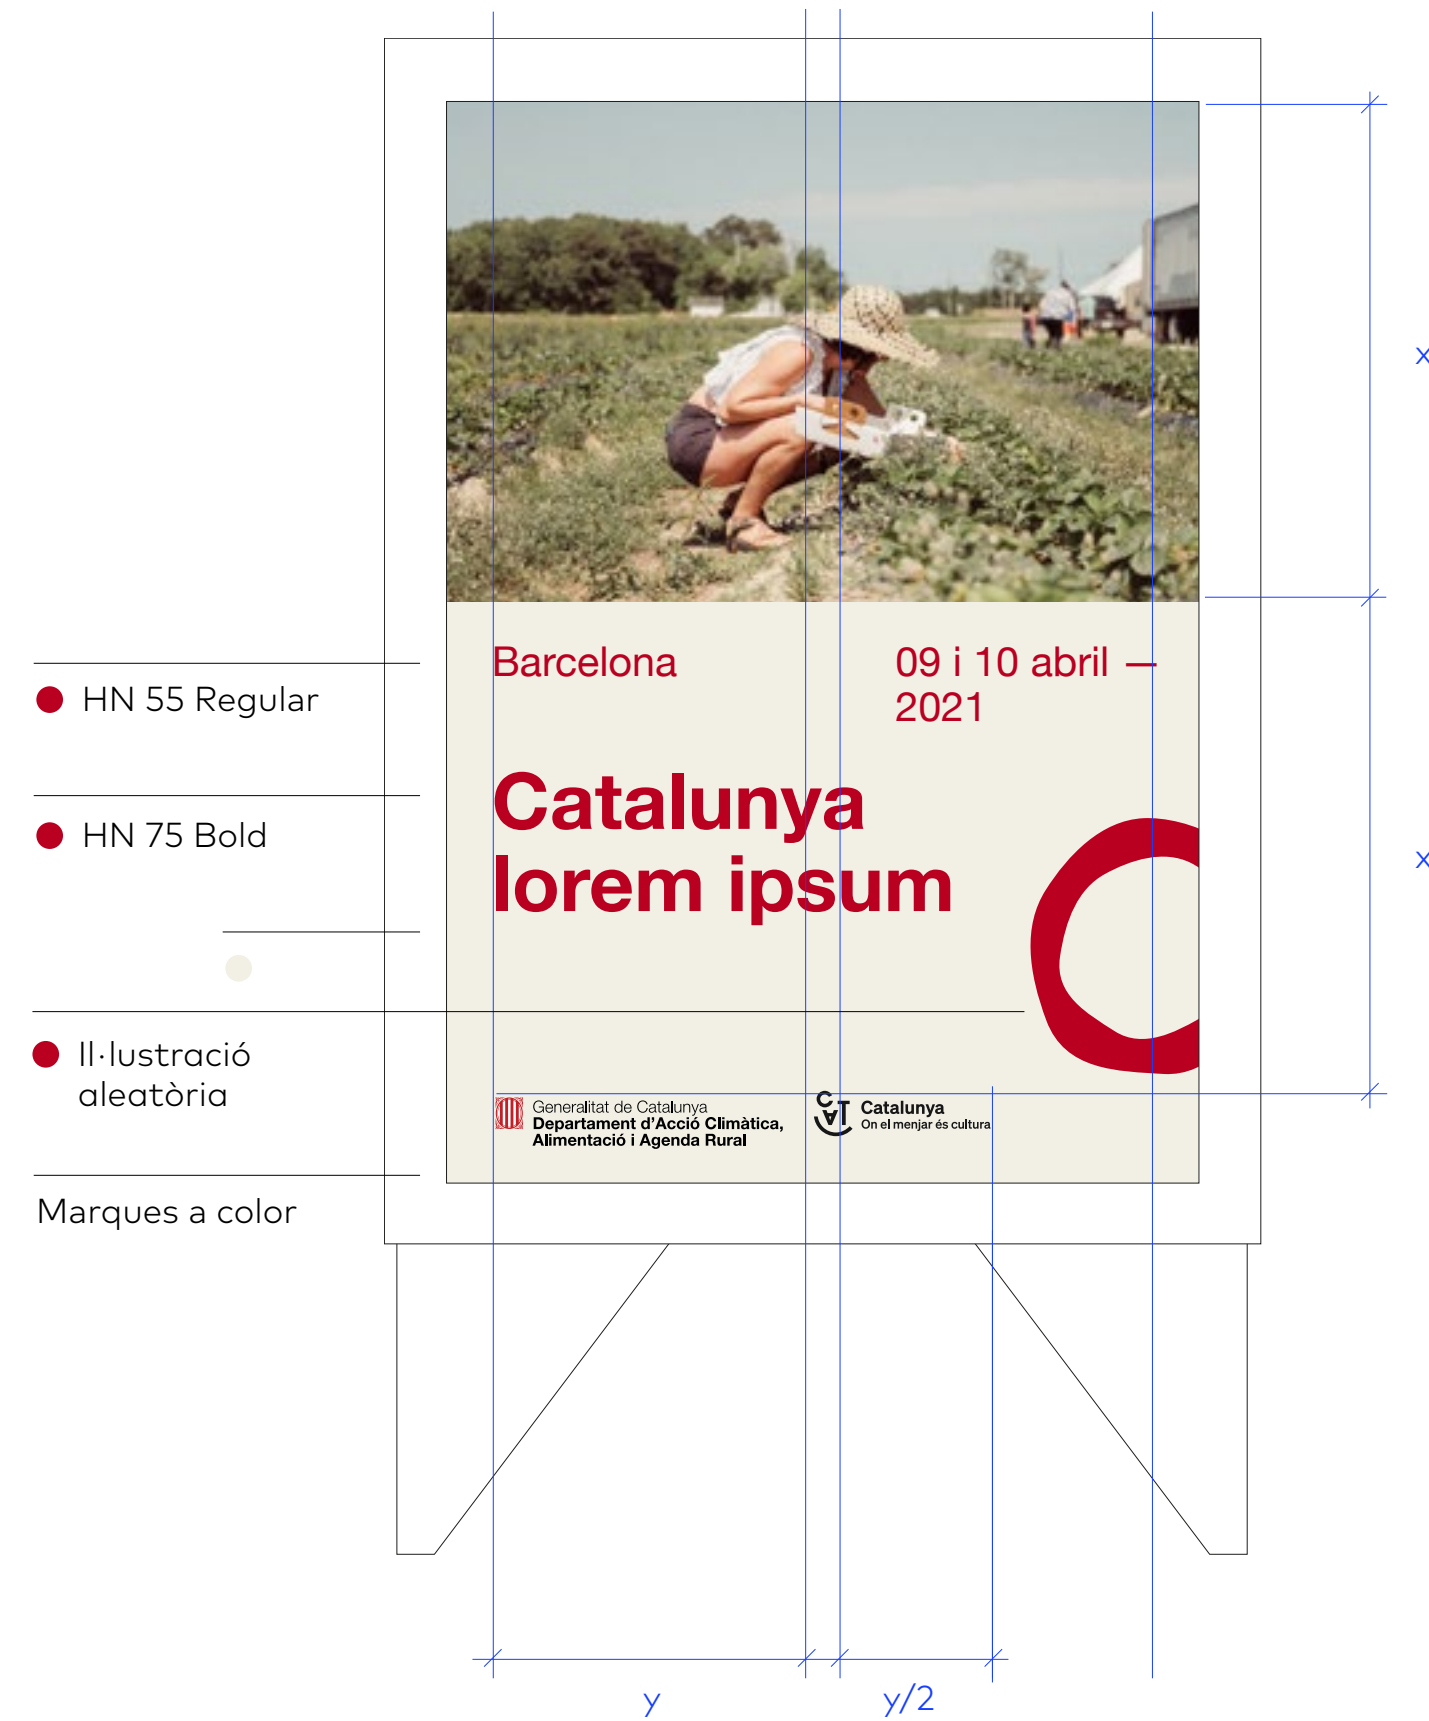 x
Barcelona
09 i 10 abril —
2021
HN 55 Regular
Catalunya
lorem ipsum
HN 75 Bold
x
Il·lustració
aleatòria
Generalitat de Catalunya
Departament d'Acció Climàtica,
Alimentació i Agenda Rural
CAT
Catalunya
On el menjar és cultura
Marques a color
y
y/2